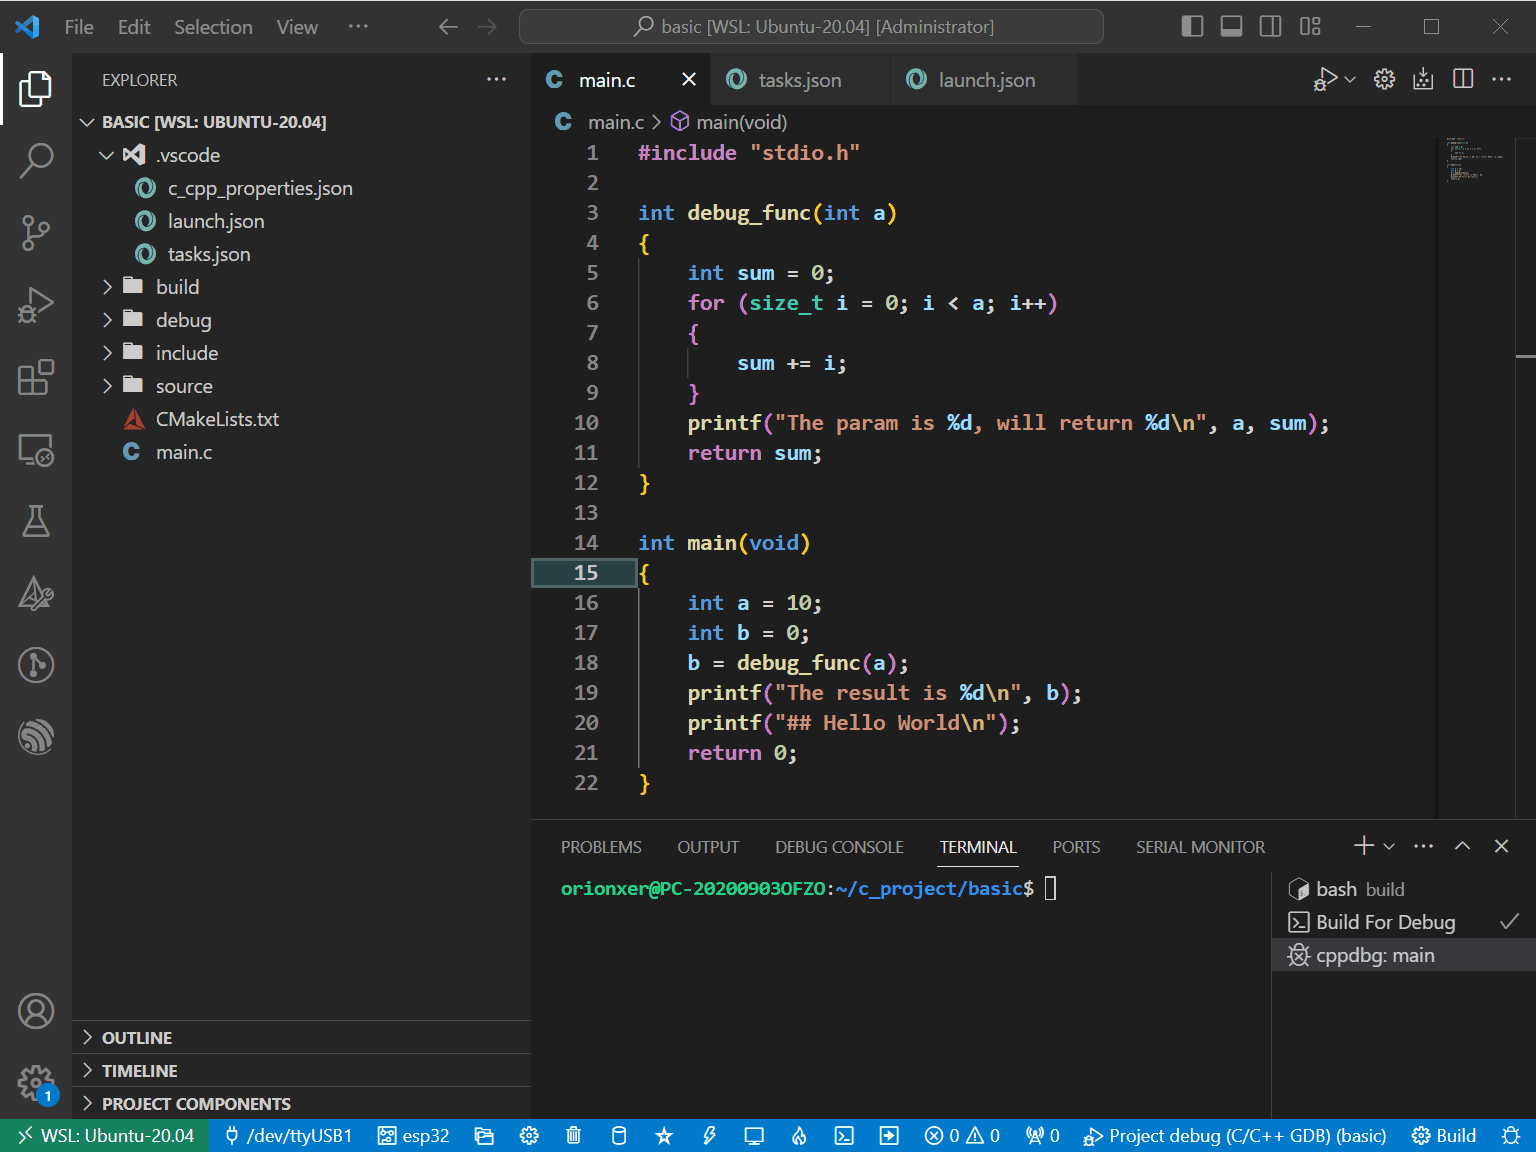 File Edit Selection View ··· basic [WSL: Ubuntu-20.04] [Administrator]
EXPLORER
BASIC [WSL: UBUNTU-20.04]
.vscode
c_cpp_properties.json
launch.json
tasks.json
build
debug
include
source
CMakeLists.txt
main.c
OUTLINE
TIMELINE
PROJECT COMPONENTS
1
main.c tasks.json launch.json
main.c > main(void)
1 #include "stdio.h"
2
3 int debug_func(int a)
4 {
5 int sum = 0;
6 for (size_t i = 0; i < a; i++)
7 {
8 sum += i;
9 }
10 printf("The param is %d, will return %d\n", a, sum);
11 return sum;
12 }
13
14 int main(void)
15 {
16 int a = 10;
17 int b = 0;
18 b = debug_func(a);
19 printf("The result is %d\n", b);
20 printf("## Hello World\n");
21 return 0;
22 }
PROBLEMS OUTPUT DEBUG CONSOLE TERMINAL PORTS SERIAL MONITOR
orionxer@PC-20200903OFZO:~/c_project/basic$
bash build
Build For Debug
cppdbg: main
WSL: Ubuntu-20.04 /dev/ttyUSB1 esp32 0 0 0 Project debug (C/C++ GDB) (basic) Build